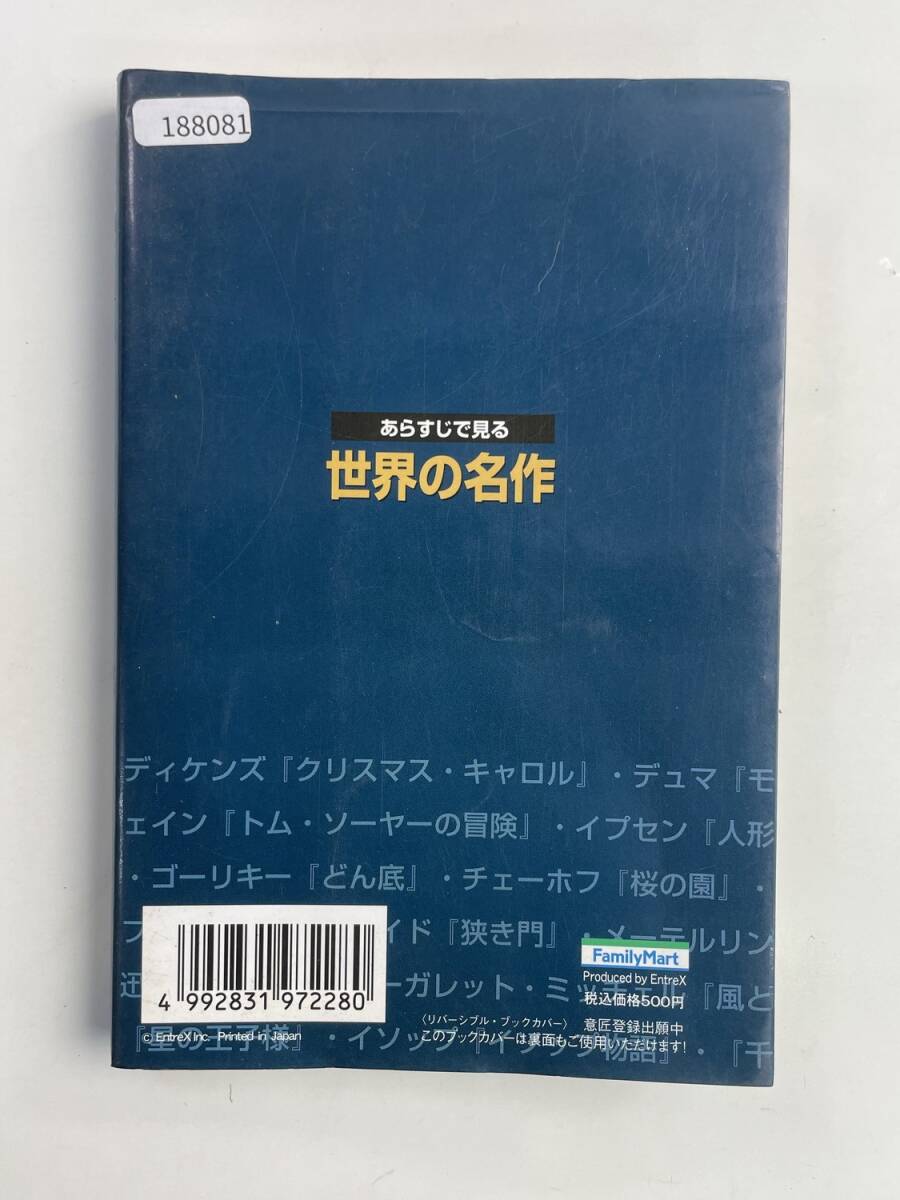 188081
あらすじで見る
世界の名作
ディケンズ『クリスマス・キャロル』・デュマ『モ
ェイン『トム・ソーヤーの冒険』・イプセン『人形
・ゴーリキー『どん底』・チェーホフ『桜の園』・
イド『狭き門』・メーテルリン
ーガレット・ミッチェル『風と
『星の王子様』・イソップ『イソップ物語』・『千
4 992831 972280
© EntreX Inc. Printed in Japan
FamilyMart
Produced by EntreX
税込価格500円
〈リバーシブル・ブックカバー〉 意匠登録出願中
このブックカバーは裏面もご使用いただけます!